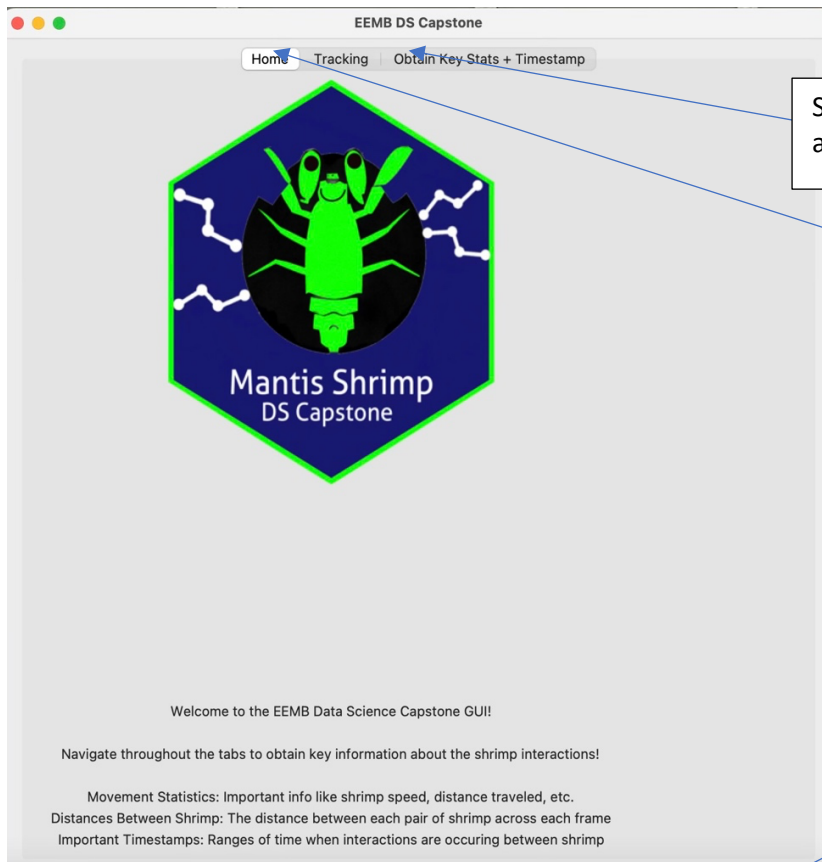 EEMB DS Capstone
Home Tracking Obtain Key Stats + Timestamp
Mantis Shrimp
DS Capstone
Welcome to the EEMB Data Science Capstone GUI!
Navigate throughout the tabs to obtain key information about the shrimp interactions!
Movement Statistics: Important info like shrimp speed, distance traveled, etc.
Distances Between Shrimp: The distance between each pair of shrimp across each frame
Important Timestamps: Ranges of time when interactions are occuring between shrimp